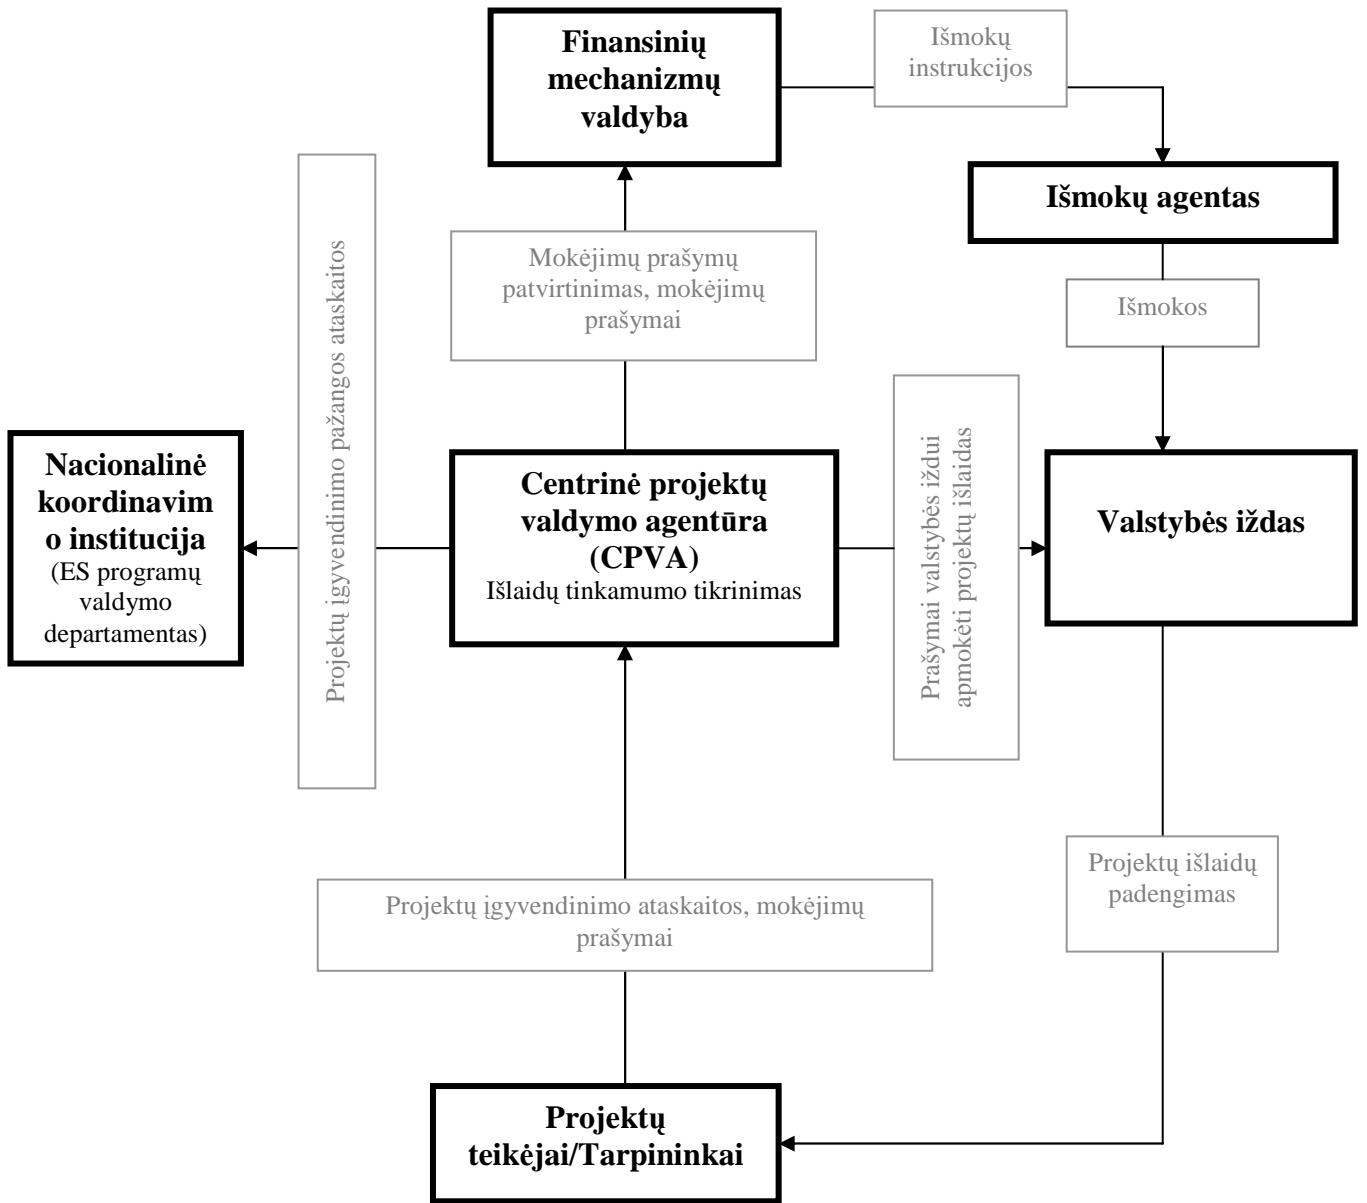 Finansinių
mechanizmų
valdyba
Išmokų
instrukcijos
Išmokų agentas
Projektų įgyvendinimo pažangos ataskaitos
Mokėjimų prašymų
patvirtinimas, mokėjimų
prašymai
Išmokos
Nacionalinė
koordinavim
o institucija
(ES programų
valdymo
departamentas)
Centrinė projektų
valdymo agentūra
(CPVA)
Išlaidų tinkamumo tikrinimas
Prašymai valstybės iždui
apmokėti projektų išlaidas
Valstybės iždas
Projektų išlaidų
padengimas
Projektų įgyvendinimo ataskaitos, mokėjimų
prašymai
Projektų
teikėjai/Tarpininkai